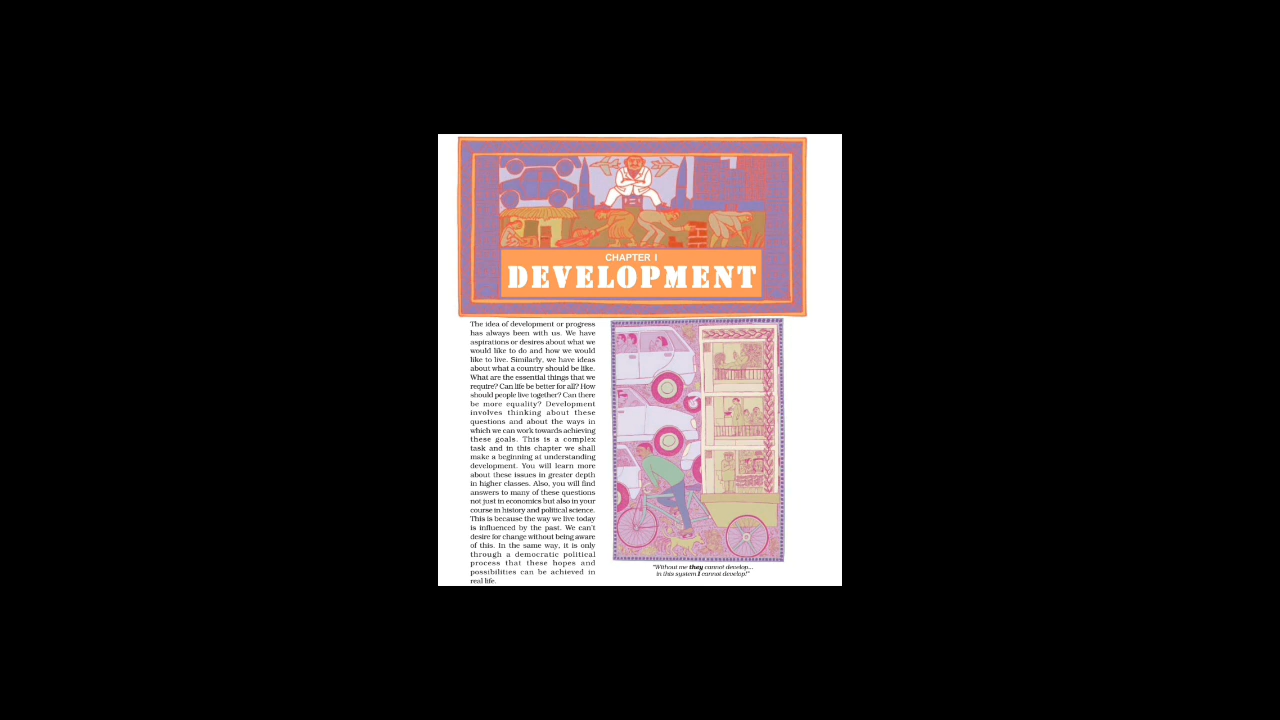 CHAPTER I
DEVELOPMENT
The idea of development or progress
has always been with us. We have
aspirations or desires about what we
would like to do and how we would
like to live. Similarly, we have ideas
about what a country should be like.
What are the essential things that we
require? Can life be better for all? How
should people live together? Can there
be more equality? Development
involves thinking about these
questions and about the ways in
which we can work towards achieving
these goals. This is a complex
task and in this chapter we shall
make a beginning at understanding
development. You will learn more
about these issues in greater depth
in higher classes. Also, you will find
answers to many of these questions
not just in economics but also in your
course in history and political science.
This is because the way we live today
is influenced by the past. We can't
desire for change without being aware
of this. In the same way, it is only
through a democratic political
process that these hopes and
possibilities can be achieved in
real life.
"Without me they cannot develop...
in this system I cannot develop!"